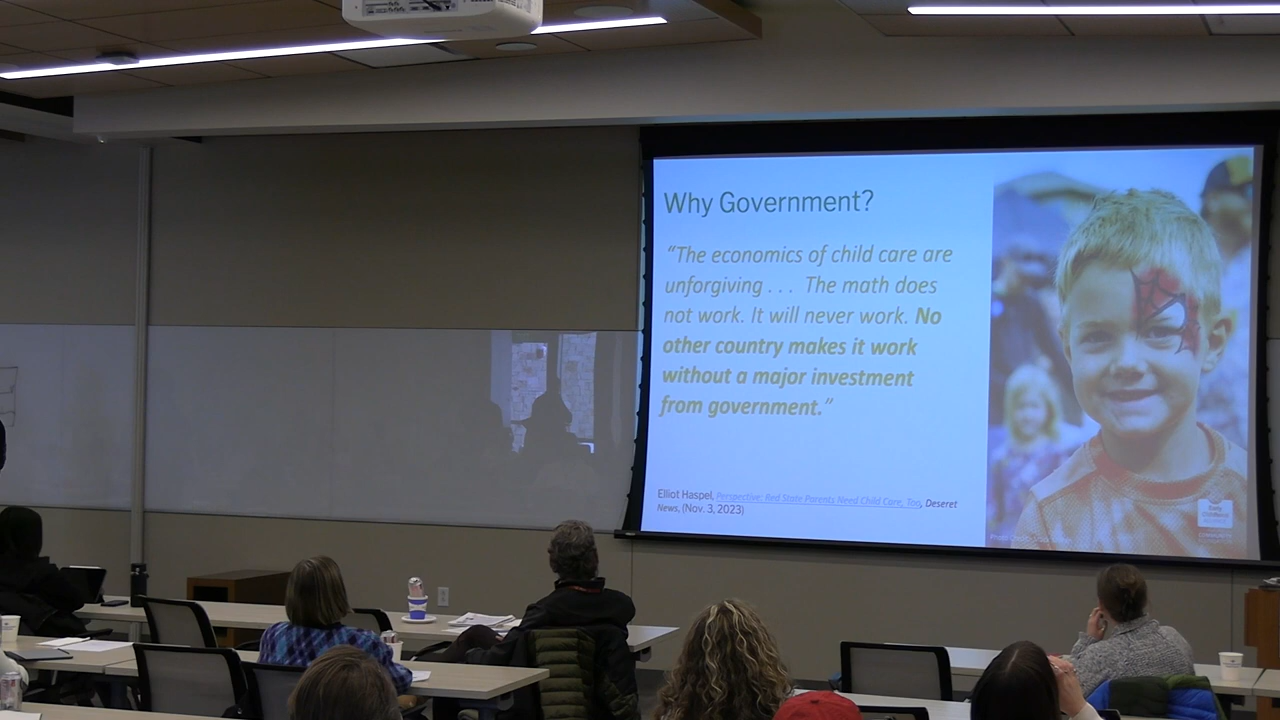 Why Government?
“The economics of child care are
unforgiving . . . The math does
not work. It will never work. No
other country makes it work
without a major investment
from government.”
Elliot Haspel, Perspective: Red State Parents Need Child Care, Too, Deseret
News, (Nov. 3, 2023)
Early
Childhood